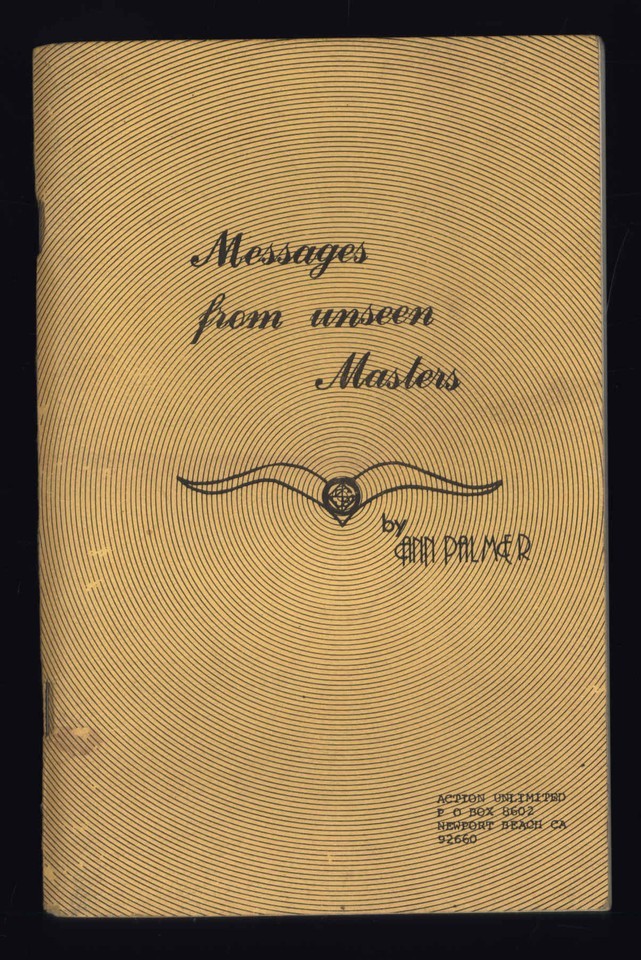 Messages
from unseen
Masters
by
ANN PALMER
ACTION UNLIMITED
P O BOX 8602
NEWPORT BEACH CA
92660